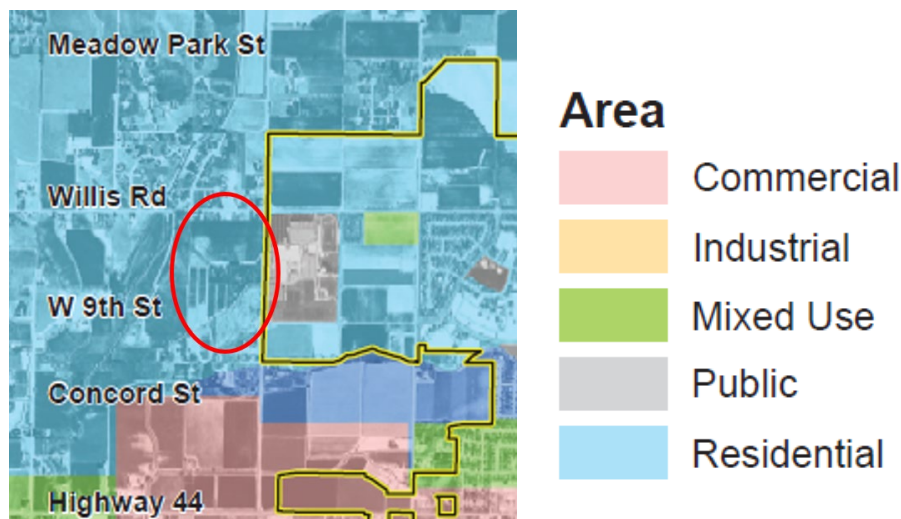 Meadow Park St
Willis Rd
W 9th St
Concord St
Highway 44
Area
Commercial
Industrial
Mixed Use
Public
Residential